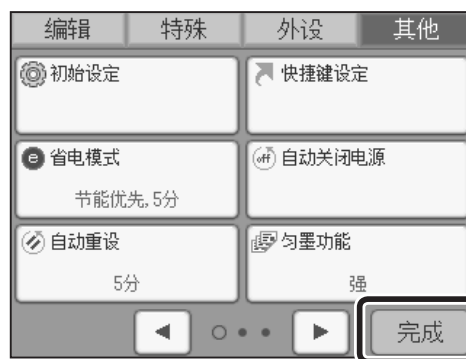 编辑 特殊 外设 其他
初始设定 快捷键设定
省电模式 off 自动关闭电源
节能优先,5分
自动重设 匀墨功能
5分 强
完成